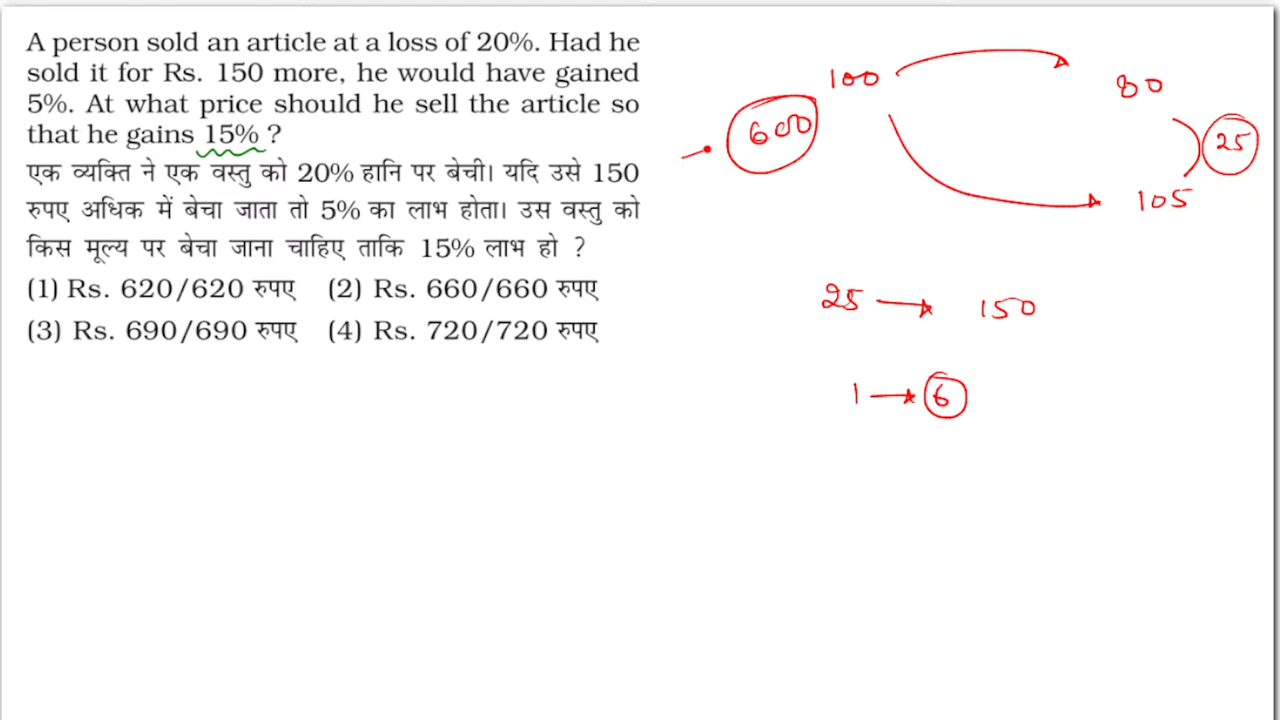 A person sold an article at a loss of 20%. Had he
sold it for Rs. 150 more, he would have gained
5%. At what price should he sell the article so
that he gains 15% ?
एक व्यक्ति ने एक वस्तु को 20% हानि पर बेची। यदि उसे 150
रुपए अधिक में बेचा जाता तो 5% का लाभ होता। उस वस्तु को
किस मूल्य पर बेचा जाना चाहिए ताकि 15% लाभ हो ?
(1) Rs. 620/620 रुपए (2) Rs. 660/660 रुपए
(3) Rs. 690/690 रुपए (4) Rs. 720/720 रुपए
100 80
600 25
105
25 150
1 6